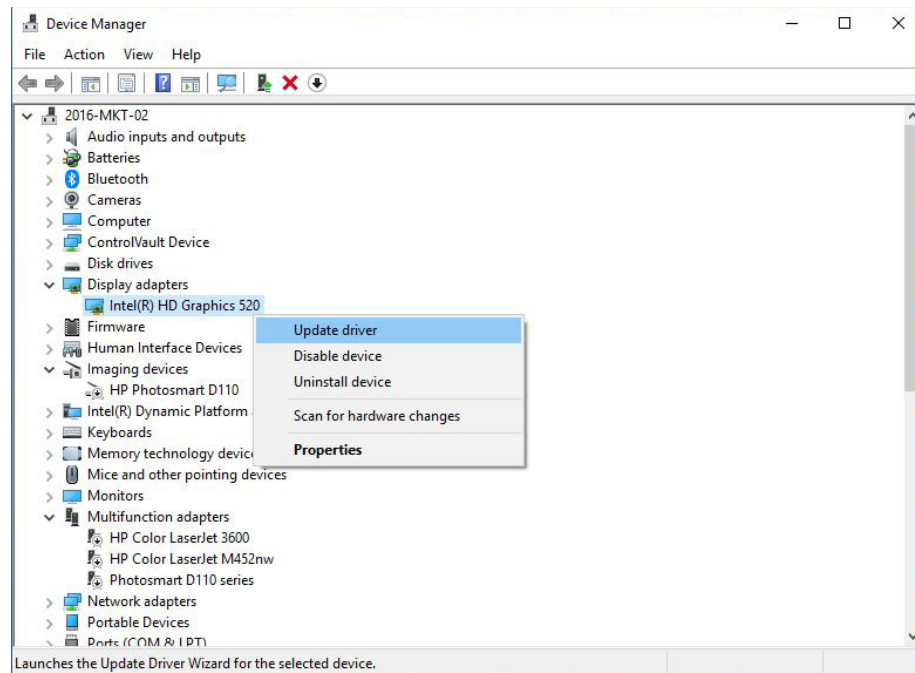 Device Manager
File Action View Help
2016-MKT-02
Audio inputs and outputs
Batteries
Bluetooth
Cameras
Computer
ControlVault Device
Disk drives
Display adapters
Intel(R) HD Graphics 520
Firmware
Update driver
Human Interface Devices
Disable device
Imaging devices
Uninstall device
HP Photosmart D110
Intel(R) Dynamic Platform
Scan for hardware changes
Keyboards
Memory technology device
Properties
Mice and other pointing devices
Monitors
Multifunction adapters
HP Color LaserJet 3600
HP Color LaserJet M452nw
Photosmart D110 series
Network adapters
Portable Devices
Ports (COM & LPT)
Launches the Update Driver Wizard for the selected device.